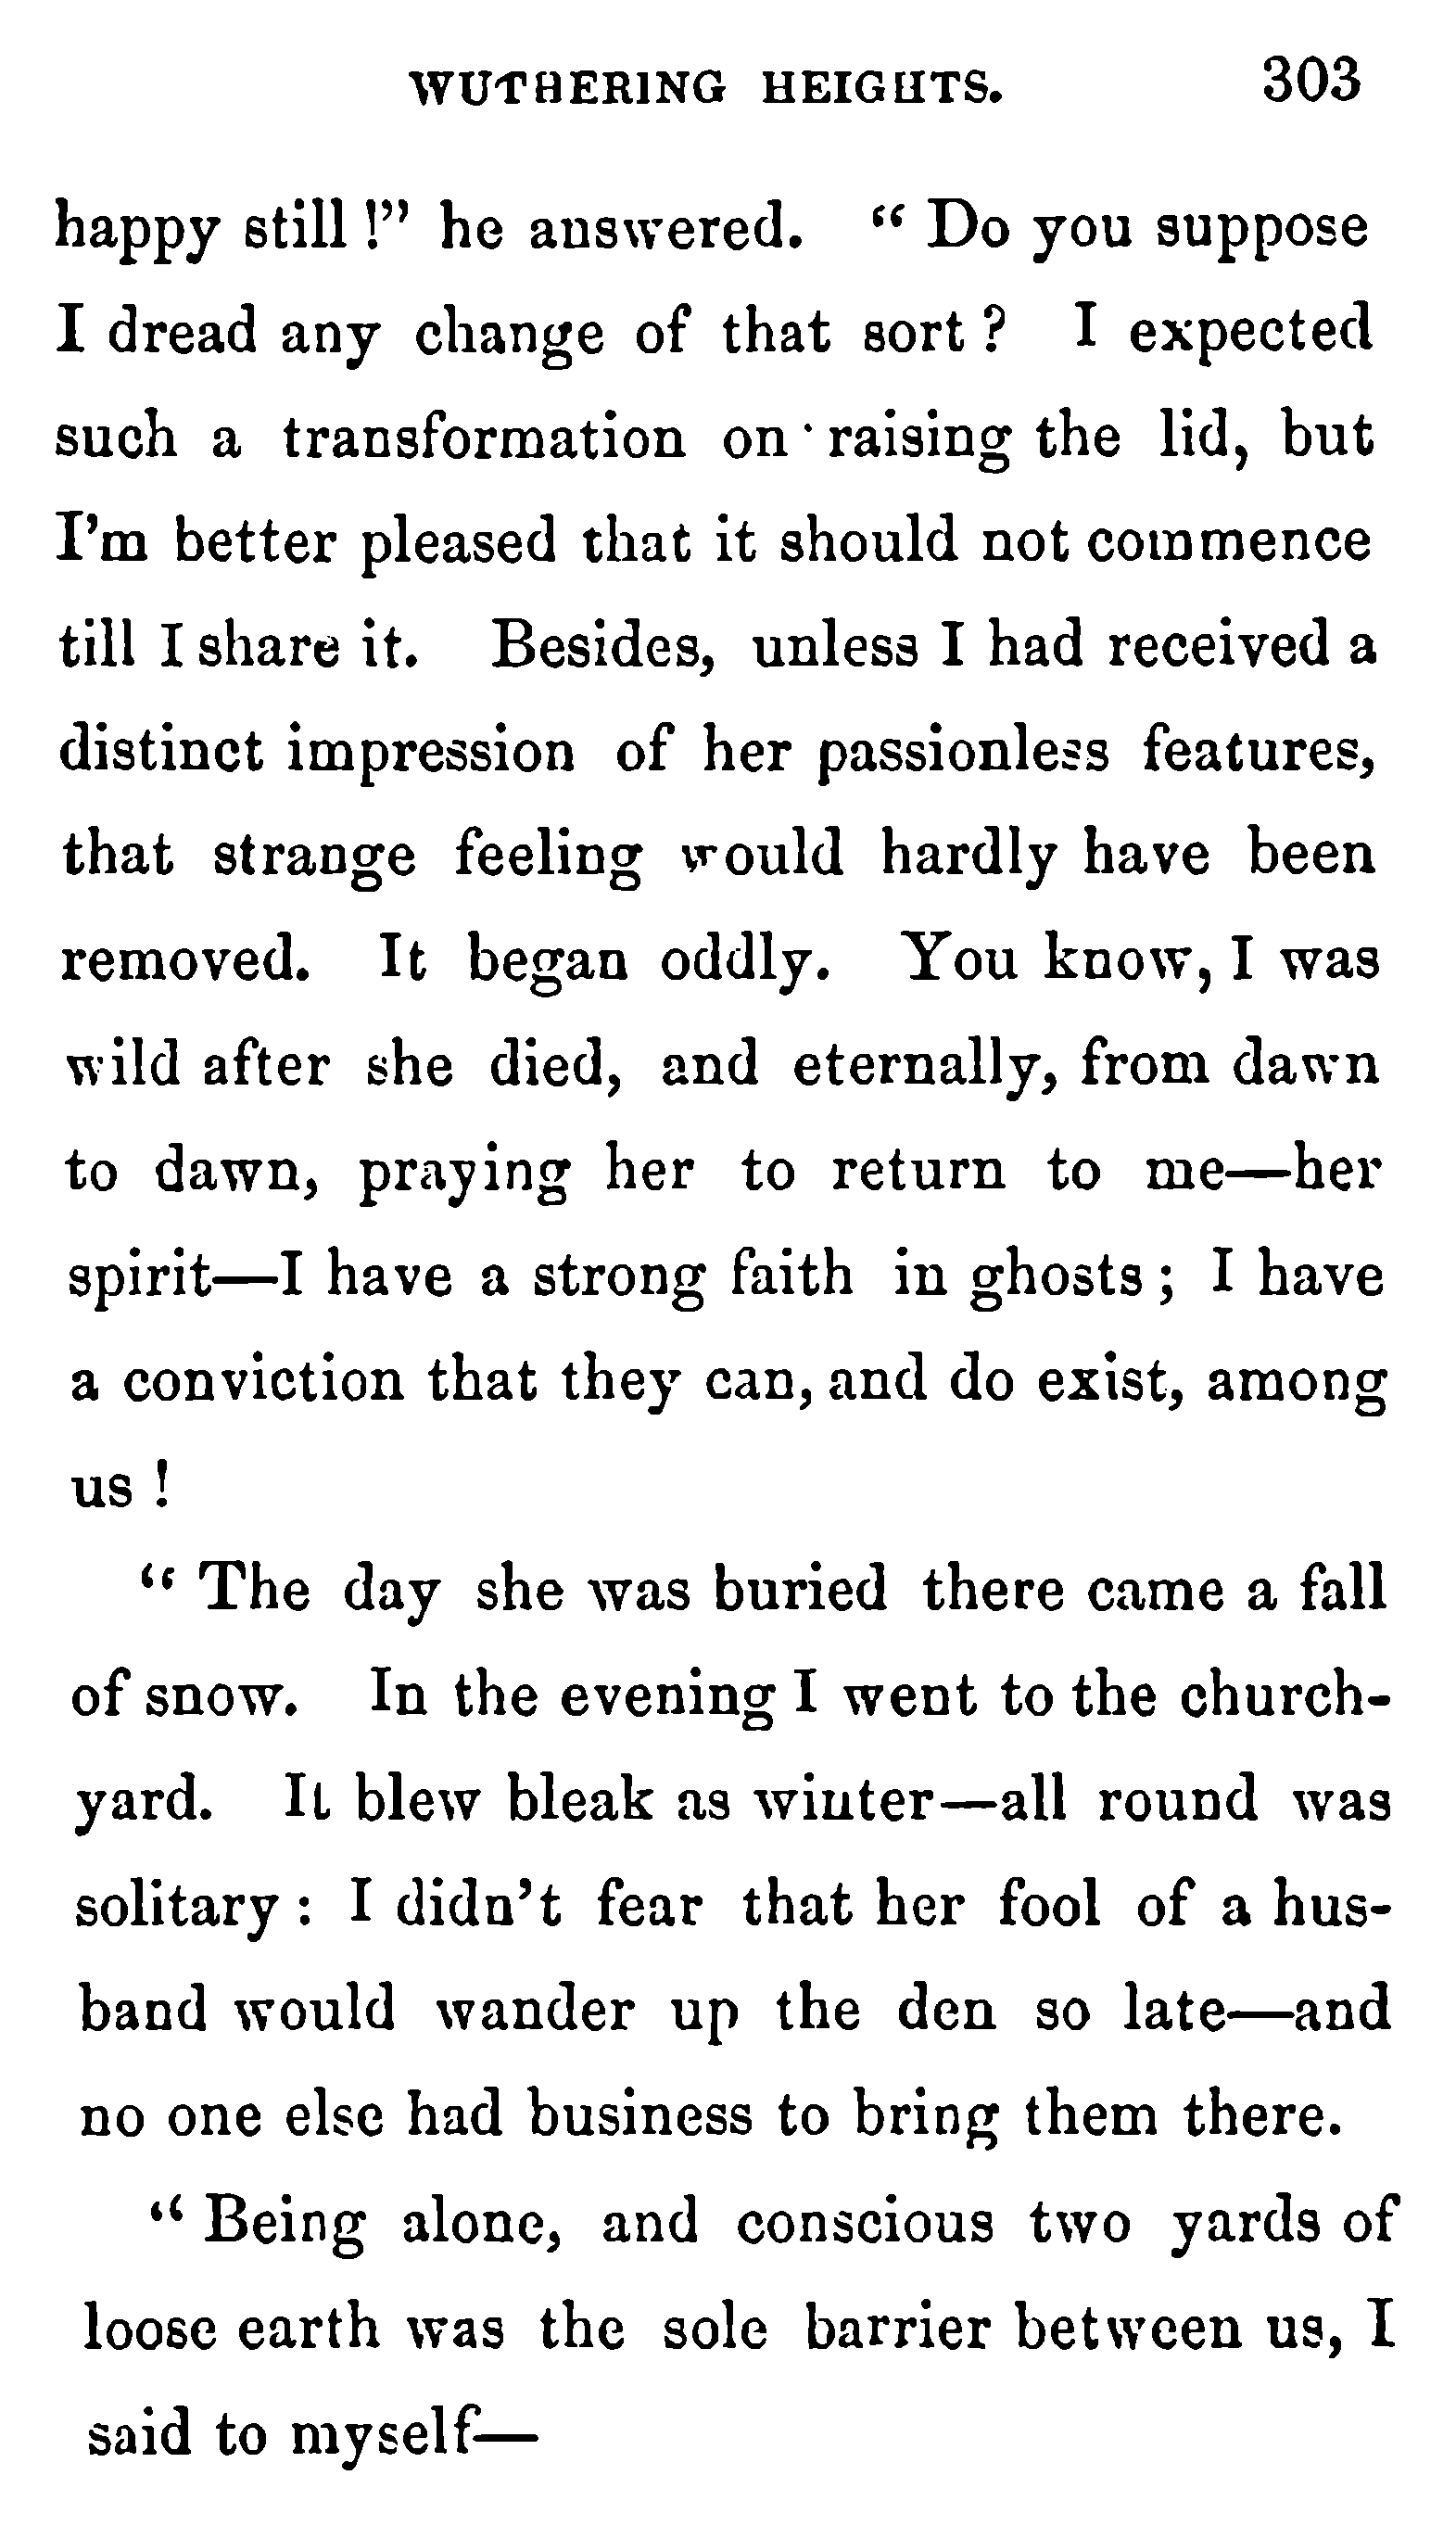 WUTHERING HEIGHTS. 303
happy still!” he answered. “Do you suppose
I dread any change of that sort? I expected
such a transformation on raising the lid, but
I’m better pleased that it should not commence
till I share it. Besides, unless I had received a
distinct impression of her passionless features,
that strange feeling would hardly have been
removed. It began oddly. You know, I was
wild after she died, and eternally, from dawn
to dawn, praying her to return to me—her
spirit—I have a strong faith in ghosts; I have
a conviction that they can, and do exist, among
us!
“The day she was buried there came a fall
of snow. In the evening I went to the church-
yard. It blew bleak as winter—all round was
solitary: I didn’t fear that her fool of a hus-
band would wander up the den so late—and
no one else had business to bring them there.
“Being alone, and conscious two yards of
loose earth was the sole barrier between us, I
said to myself—